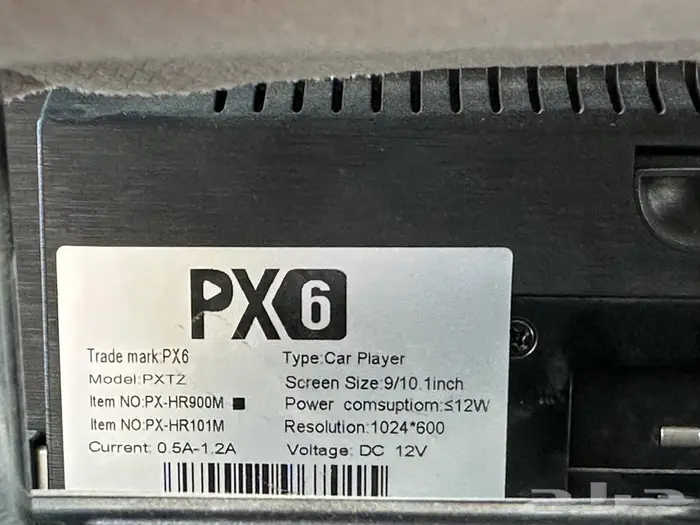 PX6
Trade mark:PX6
Type:Car Player
Model:PXTZ
Screen Size:9/10.1inch
Item NO:PX-HR900M ■
Power comsuptiom:≤12W
Item NO:PX-HR101M
Resolution:1024*600
Current: 0.5A-1.2A
Voltage: DC 12V
حراج